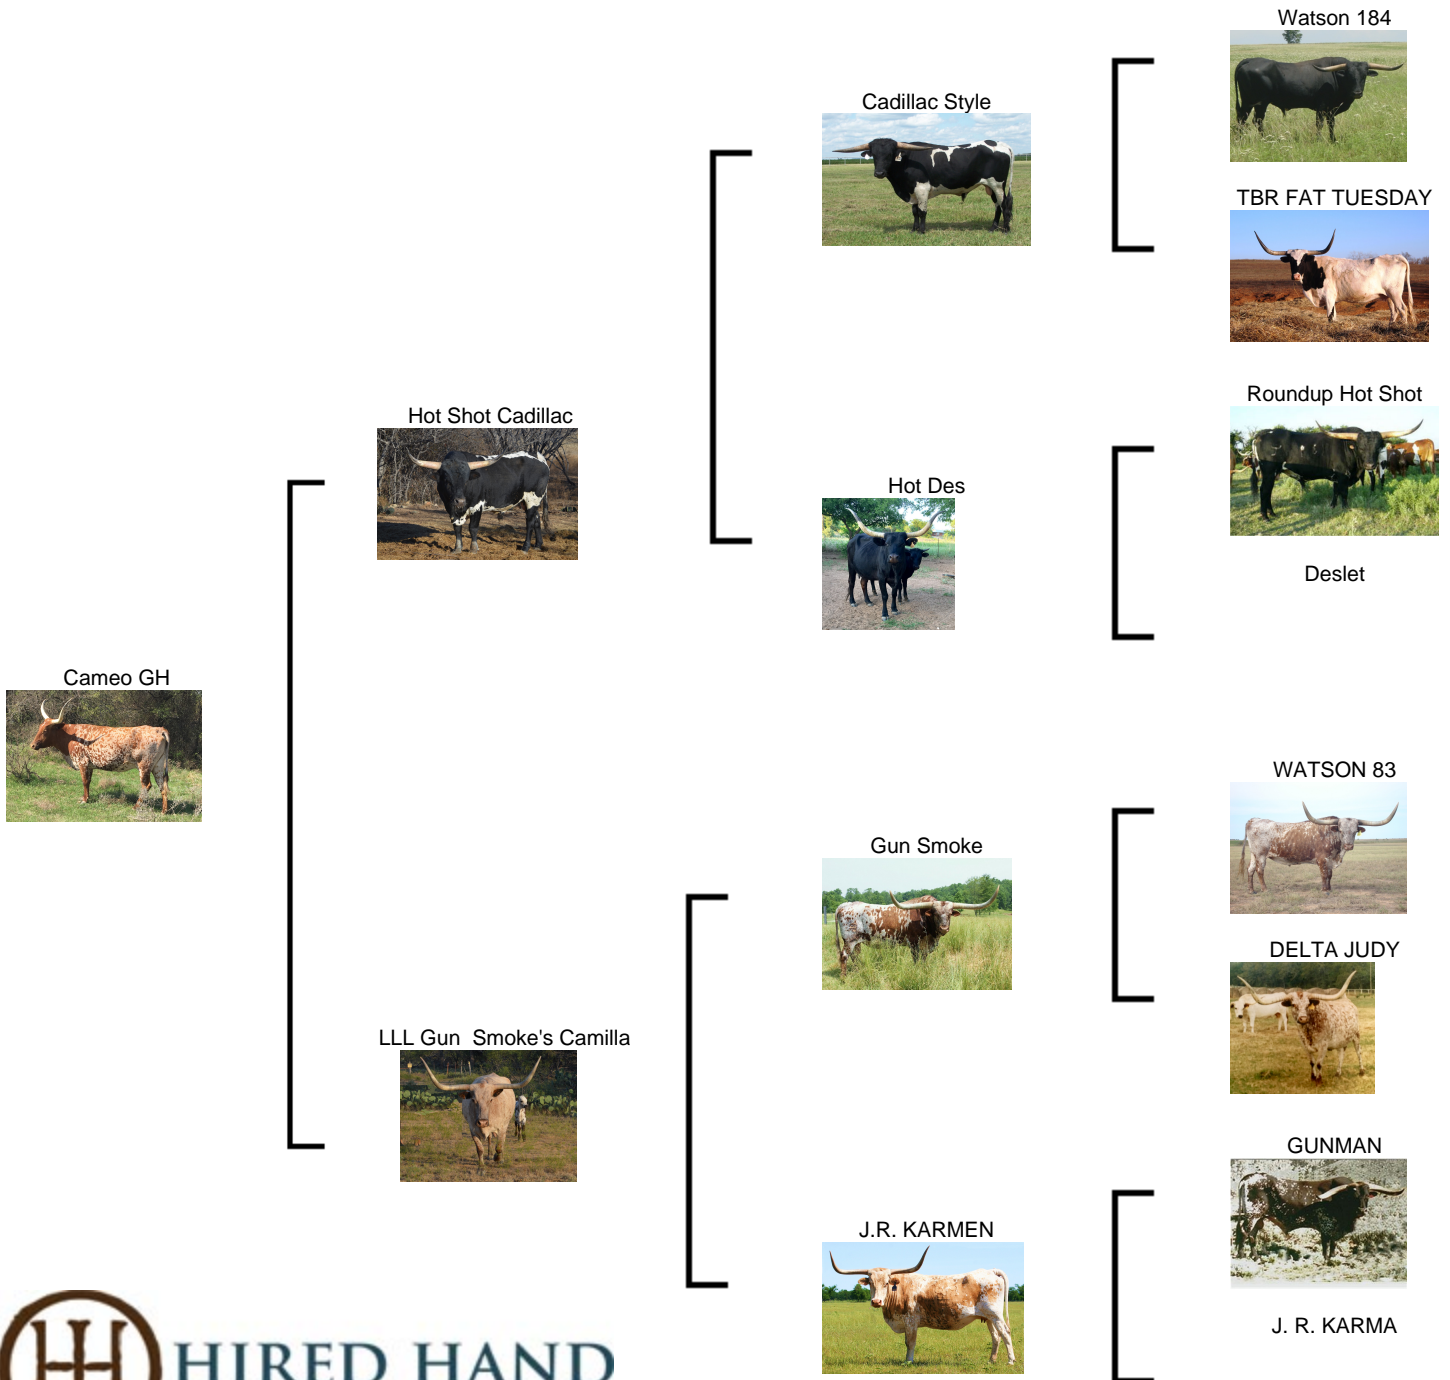 Watson 184
Cadillac Style
TBR FAT TUESDAY
Roundup Hot Shot
Hot Shot Cadillac
Hot Des
Deslet
Cameo GH
WATSON 83
Gun Smoke
DELTA JUDY
LLL Gun  Smoke's Camilla
GUNMAN
J.R. KARMEN
J. R. KARMA
HIRED HAND